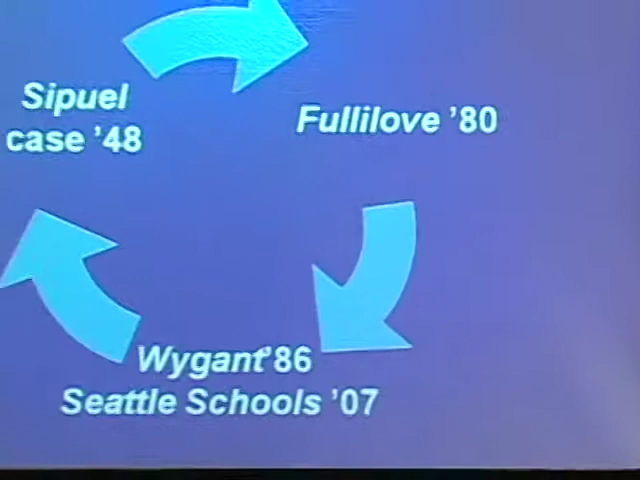 Sipuel
case ’48
Fullilove ’80
Wygant’86
Seattle Schools ’07